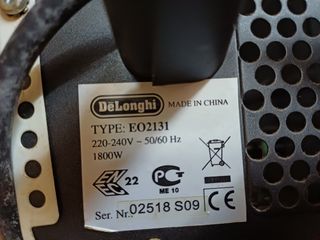 DeLonghi MADE IN CHINA
TYPE: EO2131
220-240V ~ 50/60 Hz
1800W
22
ME 10
CE
Ser. Nr. 02518 S09